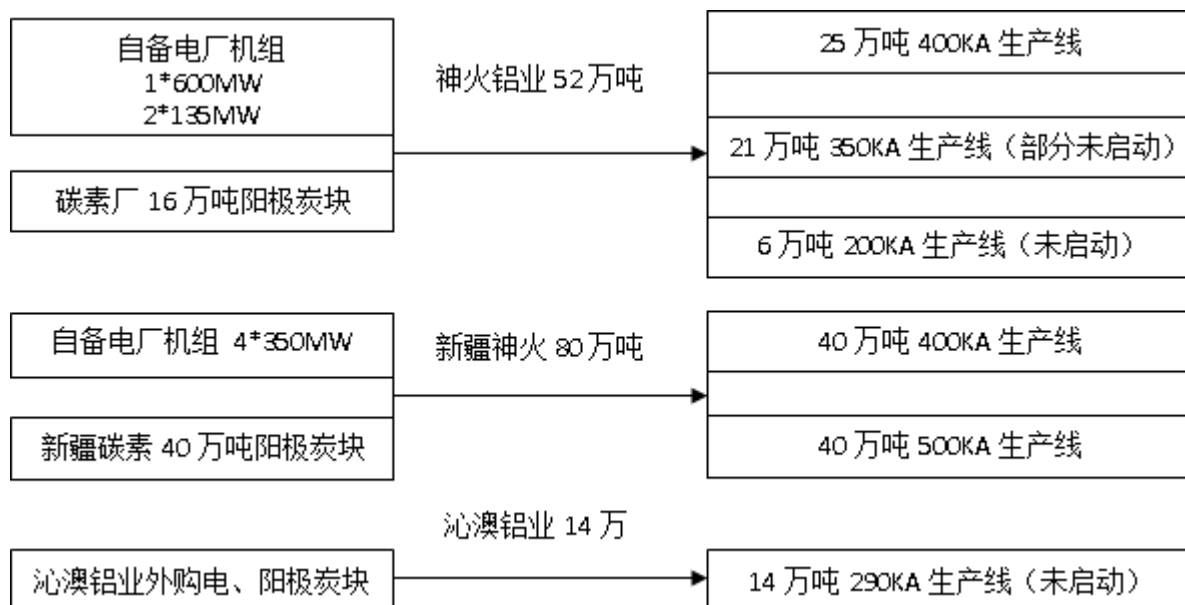 自备电厂机组
1*600MW
2*135MW
碳素厂 16 万吨阳极炭块
神火铝业 52 万吨
25 万吨 400KA 生产线
21 万吨 350KA 生产线（部分未启动）
6 万吨 200KA 生产线（未启动）
自备电厂机组 4*350MW
新疆碳素 40 万吨阳极炭块
新疆神火 80 万吨
40 万吨 400KA 生产线
40 万吨 500KA 生产线
沁澳铝业外购电、阳极炭块
沁澳铝业 14 万
14 万吨 290KA 生产线（未启动）